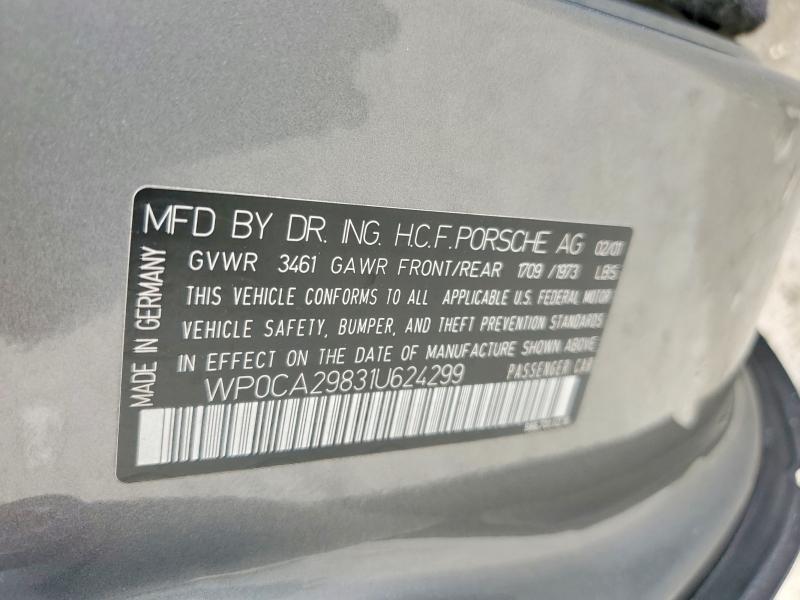 MFD BY DR. ING. H.C.F.PORSCHE AG 02/01
GVWR 3461 GAWR FRONT/REAR 1709 /1973 LBS
THIS VEHICLE CONFORMS TO ALL APPLICABLE U.S. FEDERAL MOTOR
VEHICLE SAFETY, BUMPER, AND THEFT PREVENTION STANDARDS
IN EFFECT ON THE DATE OF MANUFACTURE SHOWN ABOVE.
WP0CA29831U624299 PASSENGER CAR
MADE IN GERMANY